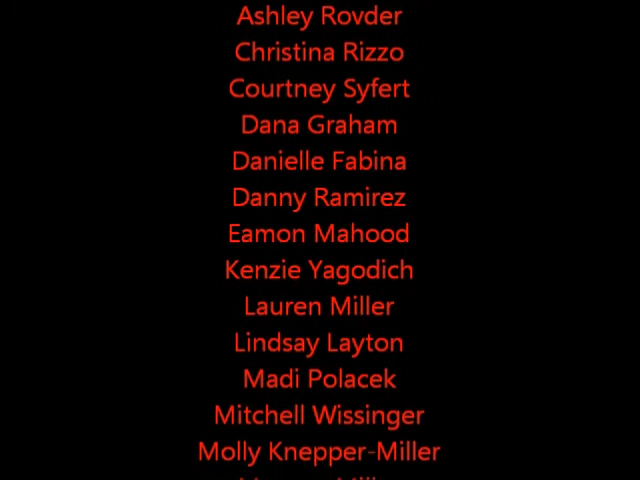 Ashley Rovder
Christina Rizzo
Courtney Syfert
Dana Graham
Danielle Fabina
Danny Ramirez
Eamon Mahood
Kenzie Yagodich
Lauren Miller
Lindsay Layton
Madi Polacek
Mitchell Wissinger
Molly Knepper-Miller